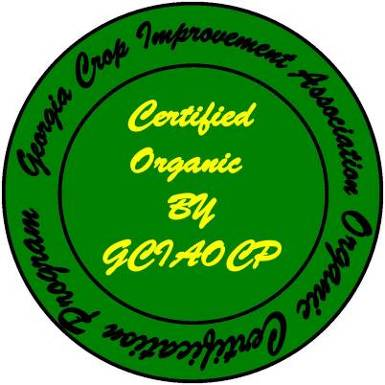 Georgia Crop Improvement Association Organic Certification Program
Certified
Organic
BY
GCIAOCP